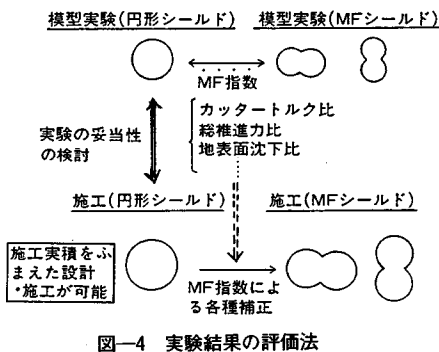 模型実験(円形シールド)
模型実験(MFシールド)
MF指数
カッタートルク比
総推進力比
地表面沈下比
実験の妥当性
の検討
施工(円形シールド)
施工(MFシールド)
施工実績をふ
まえた設計
・施工が可能
MF指数によ
る各種補正
図―4 実験結果の評価法